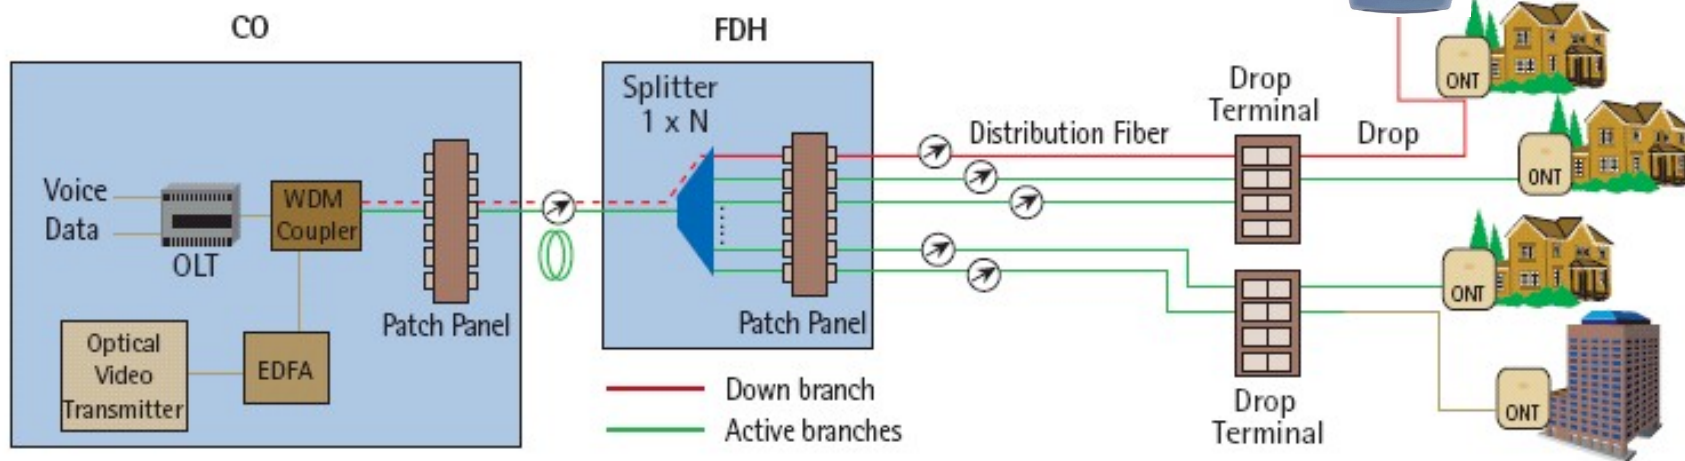 CO
FDH
Splitter
1 x N
Drop
Terminal
ONT
Distribution Fiber
Drop
Voice
Data
WDM
Coupler
OLT
ONT
Patch Panel
Patch Panel
ONT
Optical
Video
Transmitter
EDFA
Down branch
Active branches
Drop
Terminal
ONT